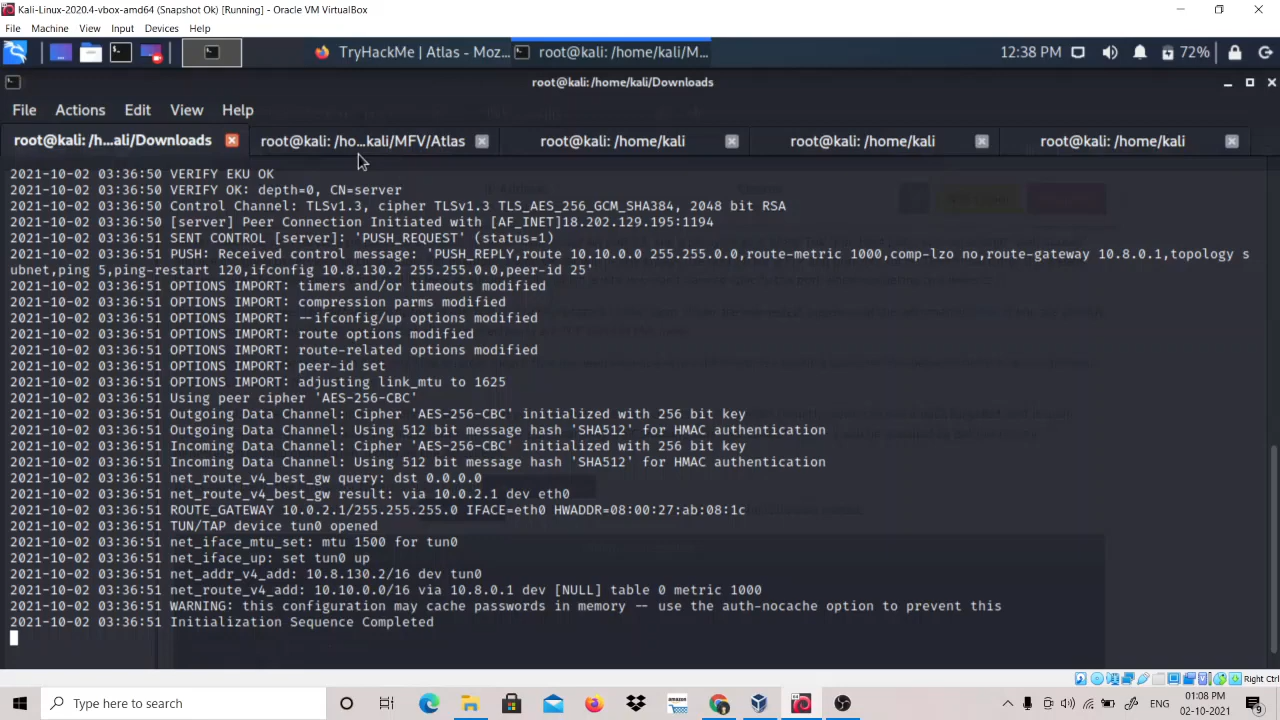 Kali-Linux-2020.4-vbox-amd64 (Snapshot Ok) [Running] - Oracle VM VirtualBox
File Machine View Input Devices Help
TryHackMe | Atlas - Moz... root@kali: /home/kali/M... 12:38 PM 72%
root@kali: /home/kali/Downloads
File Actions Edit View Help
root@kali: /h...ali/Downloads root@kali: /ho...kali/MFV/Atlas root@kali: /home/kali root@kali: /home/kali root@kali: /home/kali
2021-10-02 03:36:50 VERIFY EKU OK
2021-10-02 03:36:50 VERIFY OK: depth=0, CN=server
2021-10-02 03:36:50 Control Channel: TLSv1.3, cipher TLSv1.3 TLS_AES_256_GCM_SHA384, 2048 bit RSA
2021-10-02 03:36:50 [server] Peer Connection Initiated with [AF_INET]18.202.129.195:1194
2021-10-02 03:36:51 SENT CONTROL [server]: 'PUSH_REQUEST' (status=1)
2021-10-02 03:36:51 PUSH: Received control message: 'PUSH_REPLY,route 10.10.0.0 255.255.0.0,route-metric 1000,comp-lzo no,route-gateway 10.8.0.1,topology s
ubnet,ping 5,ping-restart 120,ifconfig 10.8.130.2 255.255.0.0,peer-id 25'
2021-10-02 03:36:51 OPTIONS IMPORT: timers and/or timeouts modified
2021-10-02 03:36:51 OPTIONS IMPORT: compression parms modified
2021-10-02 03:36:51 OPTIONS IMPORT: --ifconfig/up options modified
2021-10-02 03:36:51 OPTIONS IMPORT: route options modified
2021-10-02 03:36:51 OPTIONS IMPORT: route-related options modified
2021-10-02 03:36:51 OPTIONS IMPORT: peer-id set
2021-10-02 03:36:51 OPTIONS IMPORT: adjusting link_mtu to 1625
2021-10-02 03:36:51 Using peer cipher 'AES-256-CBC'
2021-10-02 03:36:51 Outgoing Data Channel: Cipher 'AES-256-CBC' initialized with 256 bit key
2021-10-02 03:36:51 Outgoing Data Channel: Using 512 bit message hash 'SHA512' for HMAC authentication
2021-10-02 03:36:51 Incoming Data Channel: Cipher 'AES-256-CBC' initialized with 256 bit key
2021-10-02 03:36:51 Incoming Data Channel: Using 512 bit message hash 'SHA512' for HMAC authentication
2021-10-02 03:36:51 net_route_v4_best_gw query: dst 0.0.0.0
2021-10-02 03:36:51 net_route_v4_best_gw result: via 10.0.2.1 dev eth0
2021-10-02 03:36:51 ROUTE_GATEWAY 10.0.2.1/255.255.255.0 IFACE=eth0 HWADDR=08:00:27:ab:08:1c
2021-10-02 03:36:51 TUN/TAP device tun0 opened
2021-10-02 03:36:51 net_iface_mtu_set: mtu 1500 for tun0
2021-10-02 03:36:51 net_iface_up: set tun0 up
2021-10-02 03:36:51 net_addr_v4_add: 10.8.130.2/16 dev tun0
2021-10-02 03:36:51 net_route_v4_add: 10.10.0.0/16 via 10.8.0.1 dev [NULL] table 0 metric 1000
2021-10-02 03:36:51 WARNING: this configuration may cache passwords in memory -- use the auth-nocache option to prevent this
2021-10-02 03:36:51 Initialization Sequence Completed
Right Ctrl
Type here to search
amazon
01:08 PM
02-10-2021
9